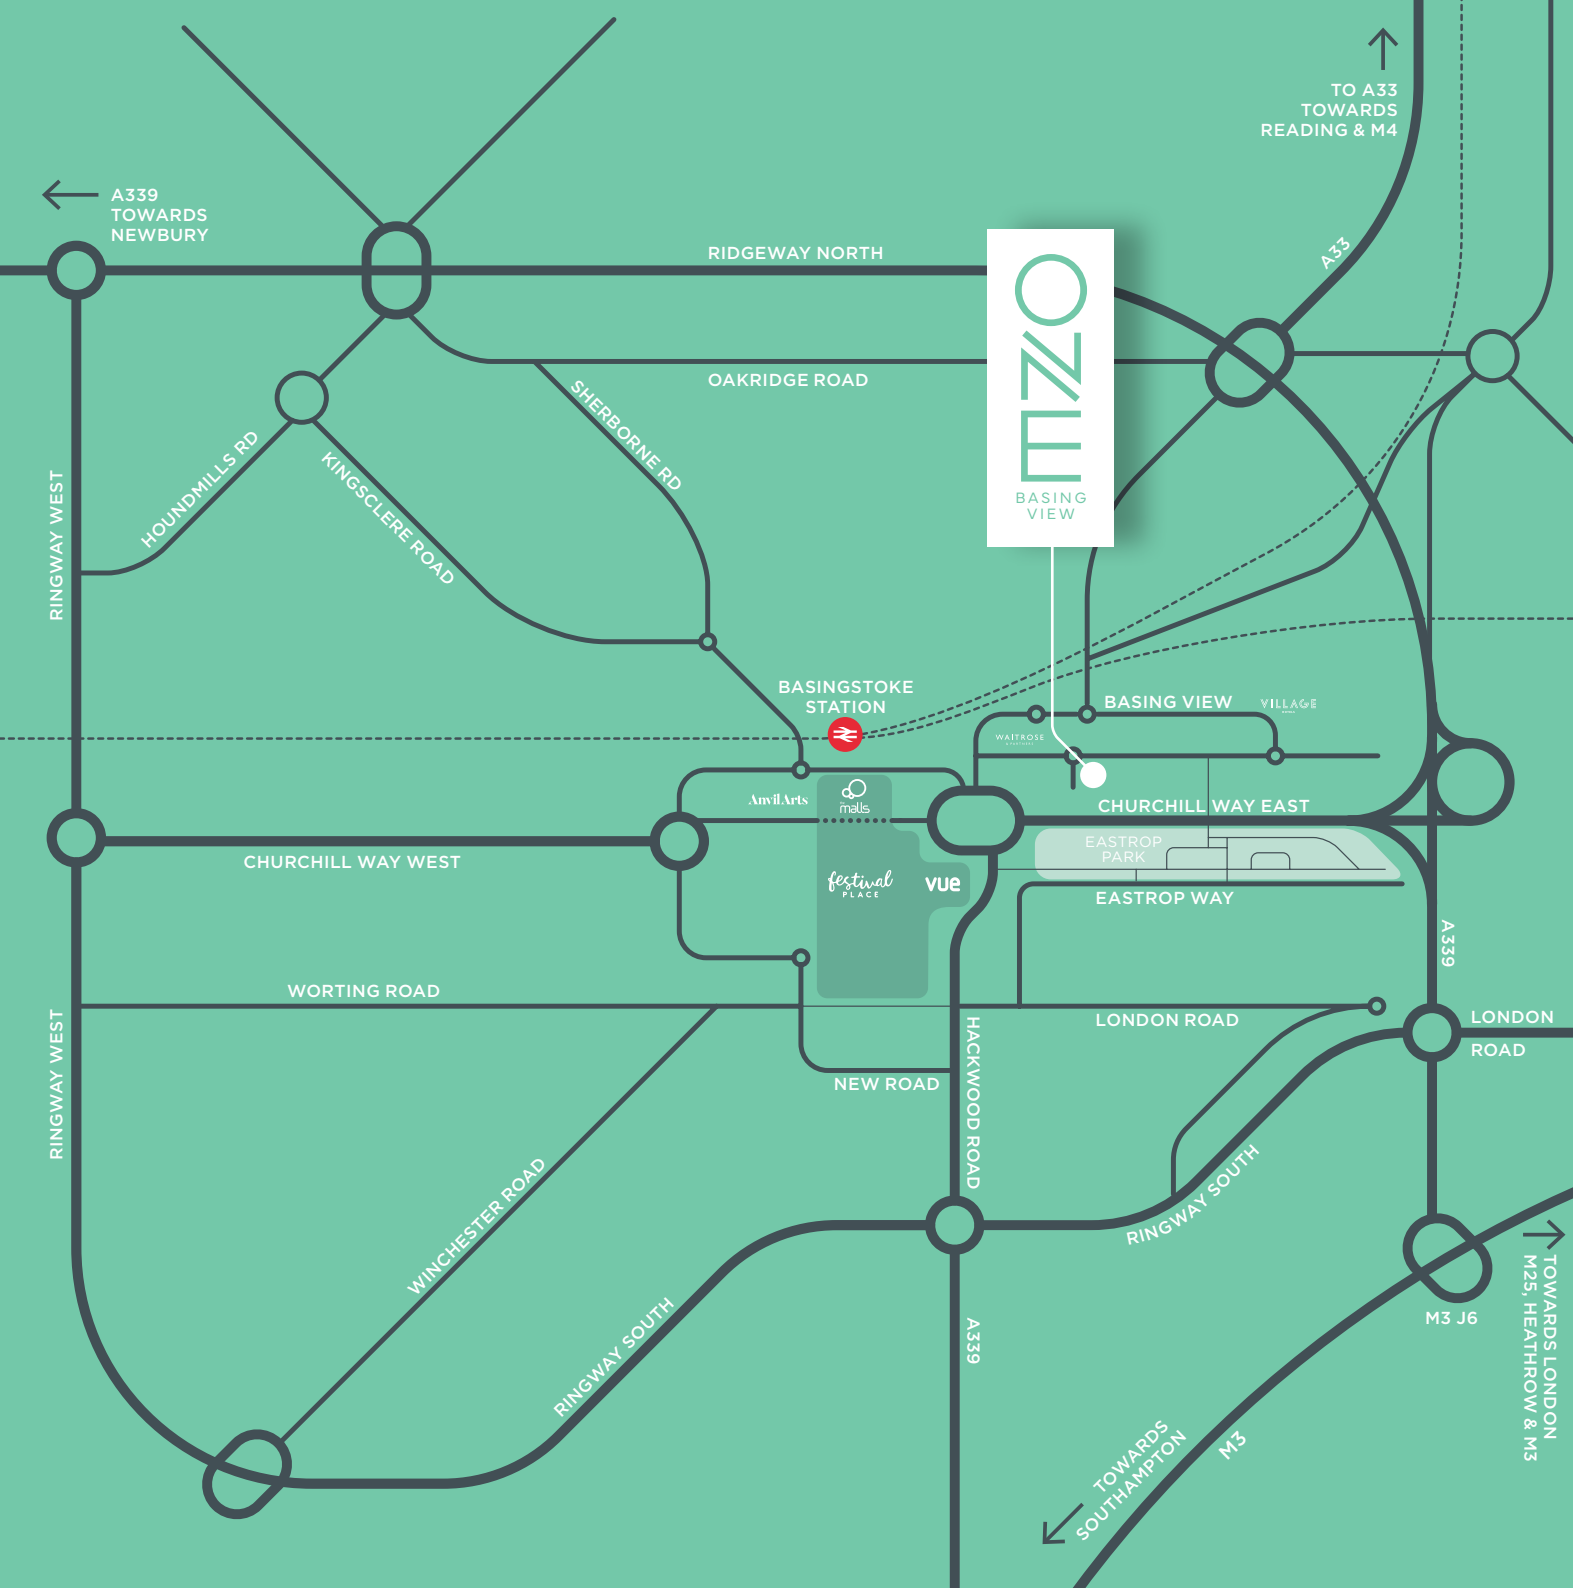 TO A33
TOWARDS
READING & M4
A339
TOWARDS
NEWBURY
RIDGEWAY NORTH
A33
ONE
BASING
VIEW
OAKRIDGE ROAD
SHERBORNE RD
HOUNDMILLS RD
KINGSCLERE ROAD
RINGWAY WEST
BASINGSTOKE
STATION
BASING VIEW
VILLAGE
HOTEL
WAITROSE
& PARTNERS
AnvilArts
the
malls
CHURCHILL WAY EAST
EASTROP
PARK
CHURCHILL WAY WEST
festival
PLACE
vue
EASTROP WAY
A339
WORTING ROAD
LONDON ROAD
LONDON
ROAD
RINGWAY WEST
HACKWOOD ROAD
NEW ROAD
WINCHESTER ROAD
RINGWAY SOUTH
RINGWAY SOUTH
A339
M3 J6
TOWARDS LONDON
M25, HEATHROW & M3
M3
TOWARDS
SOUTHAMPTON